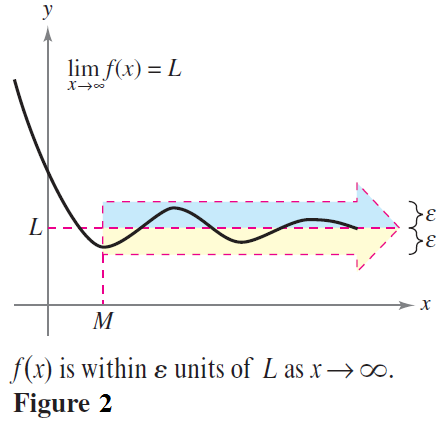 y
lim f(x) = L
x→∞
ε
L
ε
x
M
f(x) is within ε units of L as x → ∞.
Figure 2